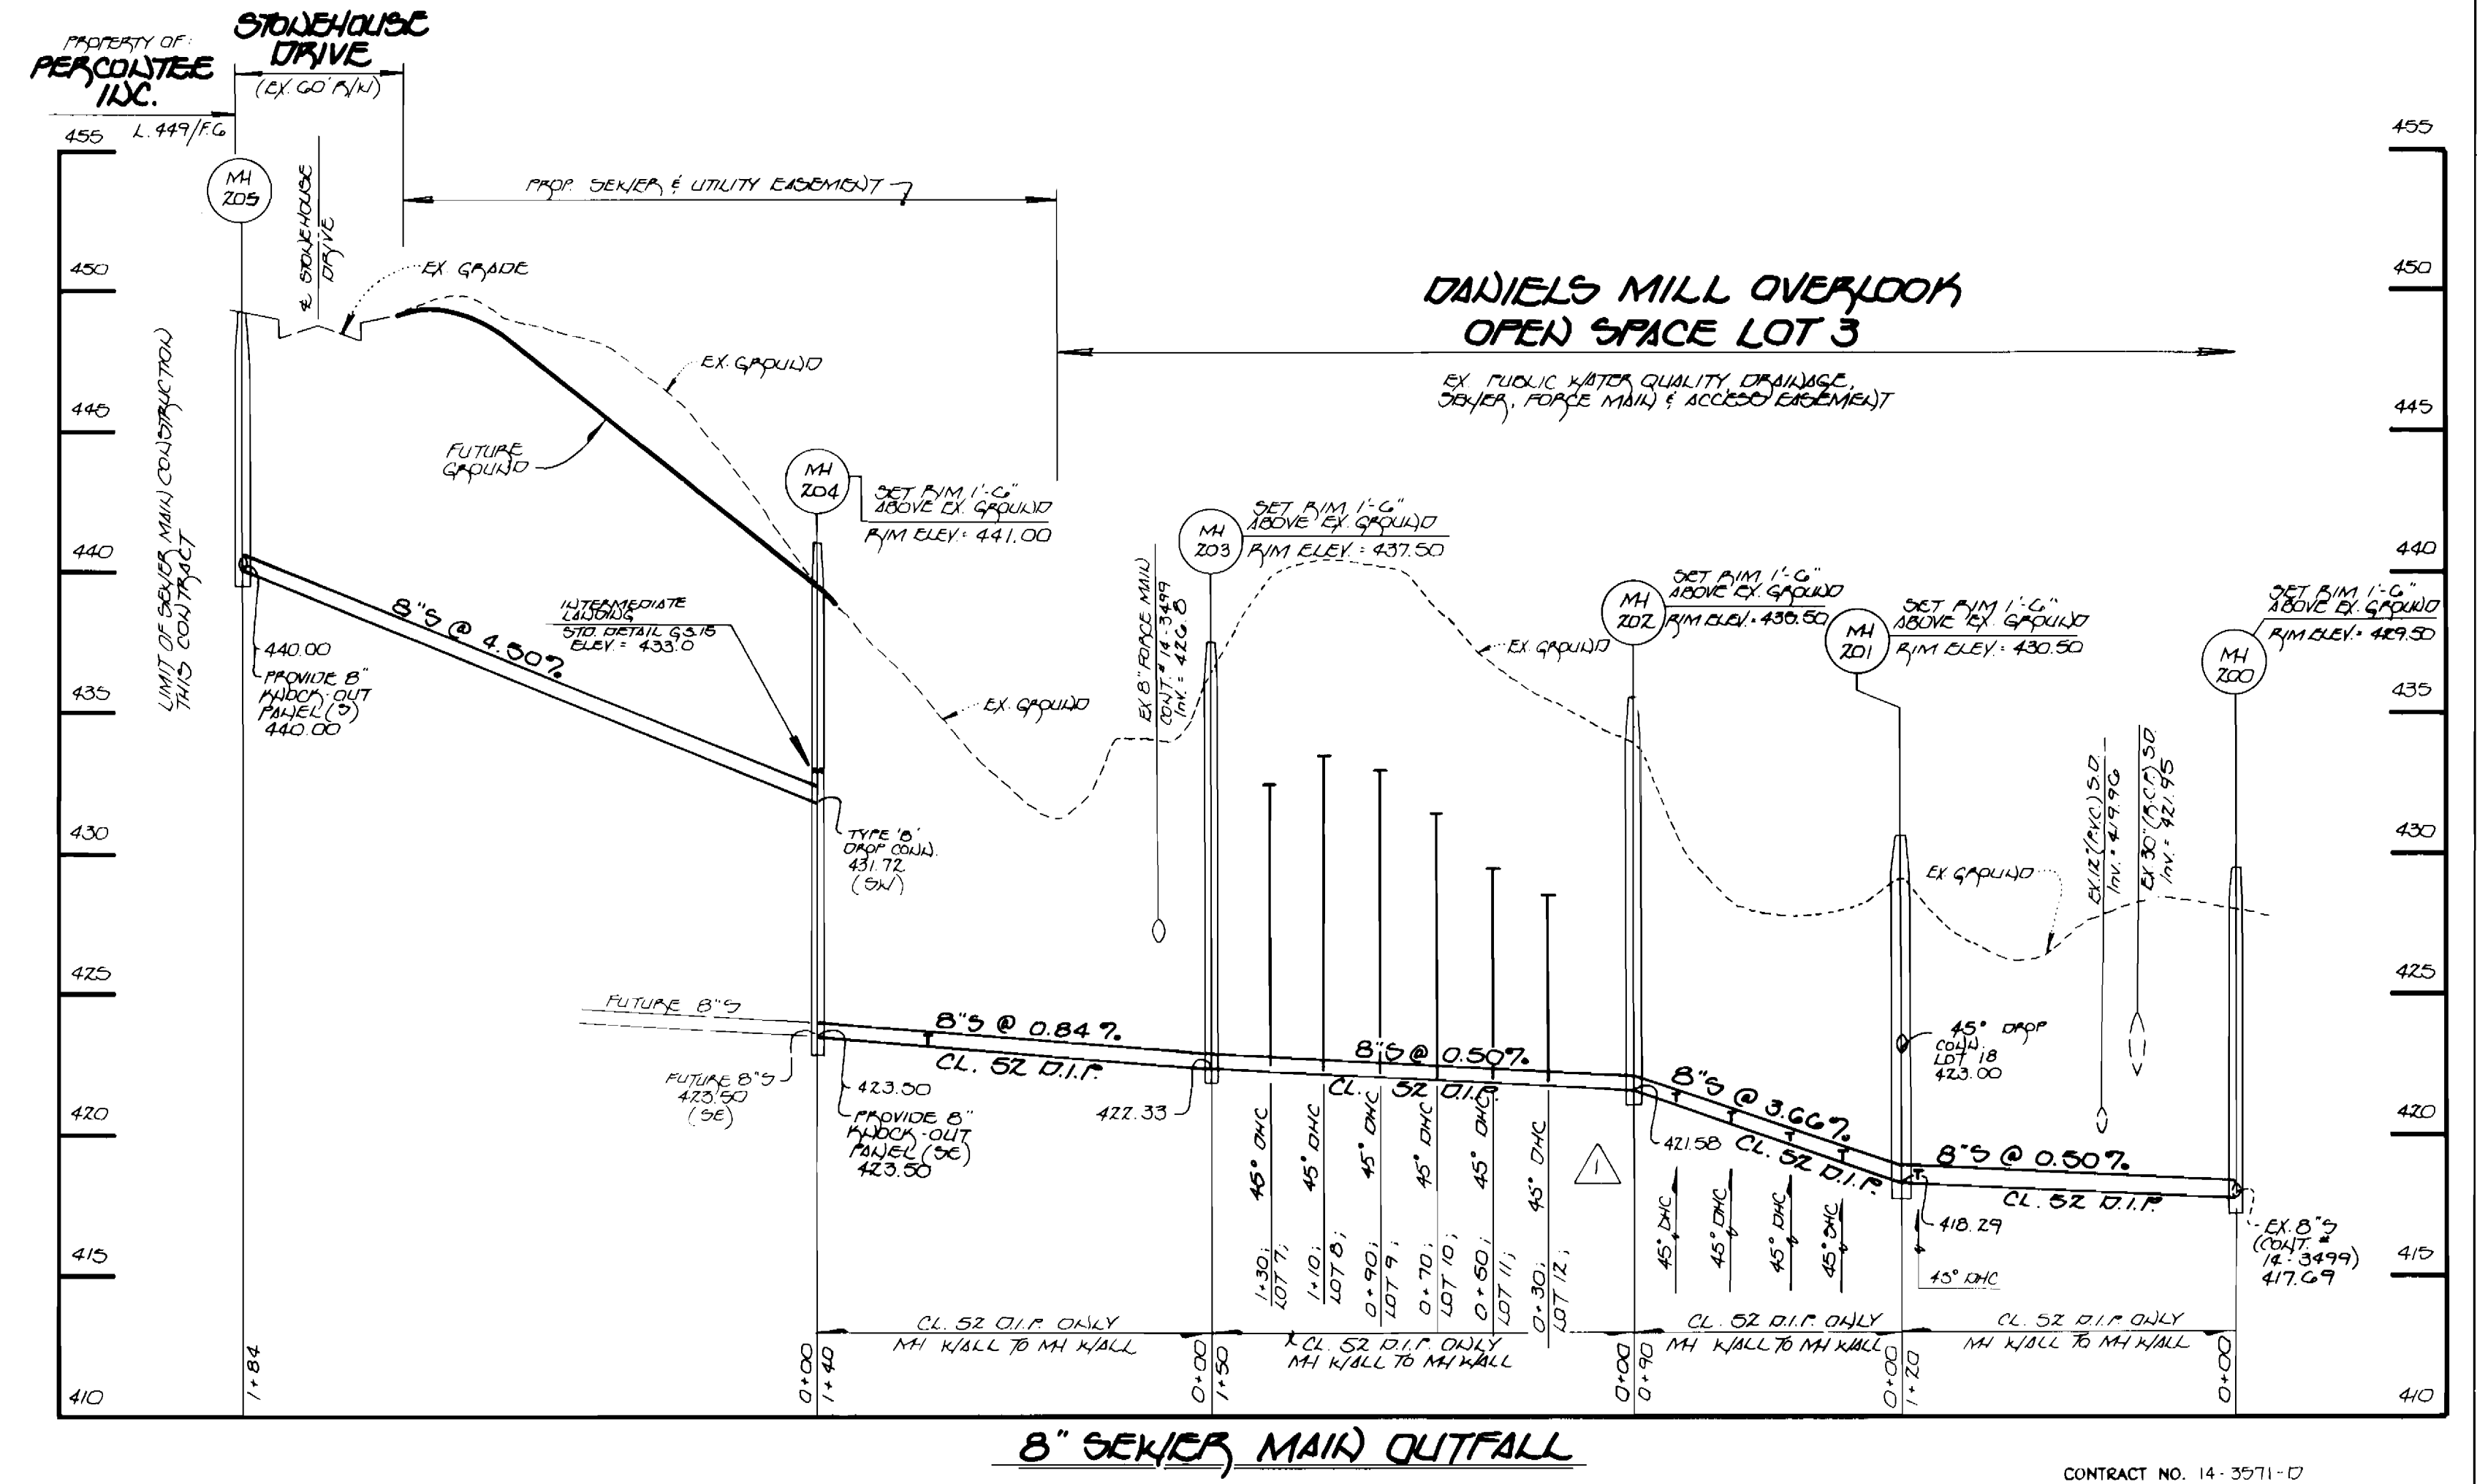 PROPERTY OF:
PERCONTEE
INC.
L. 449/F.6
STONEHOUSE
DRIVE
(EX. 60' R/W)
455
450
445
440
435
430
425
420
415
410
MH
205
℄ STONEHOUSE
DRIVE
PROP. SEWER & UTILITY EASEMENT
EX. GRADE
EX. GROUND
FUTURE
GROUND
LIMIT OF SEWER MAIN CONSTRUCTION
THIS CONTRACT
440.00
PROVIDE 8"
KNOCK-OUT
PANEL (S)
440.00
8"S @ 4.50%
INTERMEDIATE
LANDING
STD. DETAIL G.S.15
ELEV. = 433.0
MH
204
SET RIM 1'-6"
ABOVE EX. GROUND
RIM ELEV. = 441.00
TYPE 'B'
DROP CONN.
431.72
(SW)
EX. GROUND
FUTURE 8"S
FUTURE 8"S
423.50
(SE)
423.50
PROVIDE 8"
KNOCK-OUT
PANEL (SE)
423.50
8"S @ 0.84%
CL. 52 D.I.P.
EX 8" FORCE MAIN
CONT. # 14-3499
Inv. = 426.8
MH
203
SET RIM 1'-6"
ABOVE EX. GROUND
RIM ELEV. = 437.50
422.33
DANIELS MILL OVERLOOK
OPEN SPACE LOT 3
EX. PUBLIC WATER QUALITY, DRAINAGE,
SEWER, FORCE MAIN & ACCESS EASEMENT
EX. GROUND
8"S @ 0.50%
CL. 52 D.I.P.
1+30; 45° DHC
LOT 7;
1+10; 45° DHC
LOT 8;
0+90; 45° DHC
LOT 9;
0+70; 45° DHC
LOT 10;
0+50; 45° DHC
LOT 11;
0+30; 45° DHC
LOT 12;
1
MH
202
SET RIM 1'-6"
ABOVE EX. GROUND
421.58
8"S @ 3.66%
CL. 52 D.I.P.
45° DHC
45° DHC
45° DHC
45° DHC
MH
201
SET RIM 1'-6"
ABOVE EX. GROUND
RIM ELEV. = 430.50
EX GROUND
45° DROP
CONN.
LOT 18
423.00
418.29
45° DHC
8"S @ 0.50%
CL. 52 D.I.P.
EX.12"(P.V.C.) S.D.
Inv. = 419.96
EX 30" (R.C.P.) SD.
Inv. = 421.95
MH
200
SET RIM 1'-6"
ABOVE EX. GROUND
RIM ELEV. = 429.50
EX. 8"S
(CONT. #
14-3499)
417.69
455
450
445
440
435
430
425
420
415
410
CL. 52 D.I.P. ONLY
MH WALL TO MH WALL
CL. 52 D.I.P. ONLY
MH WALL TO MH WALL
CL. 52 D.I.P. ONLY
MH WALL TO MH WALL
CL. 52 D.I.P. ONLY
MH WALL TO MH WALL
1+84
0+00
1+40
0+00
1+50
0+00
0+90
0+00
1+20
0+00
8" SEWER MAIN OUTFALL
CONTRACT NO. 14-3571-D